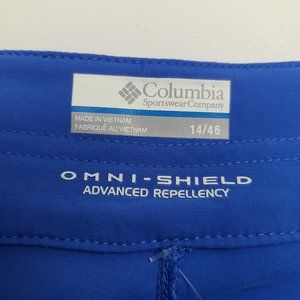 Columbia
Sportswear Company
MADE IN VIETNAM
FABRIQUÉ AU VIETNAM
14/46
OMNI-SHIELD
ADVANCED REPELLENCY